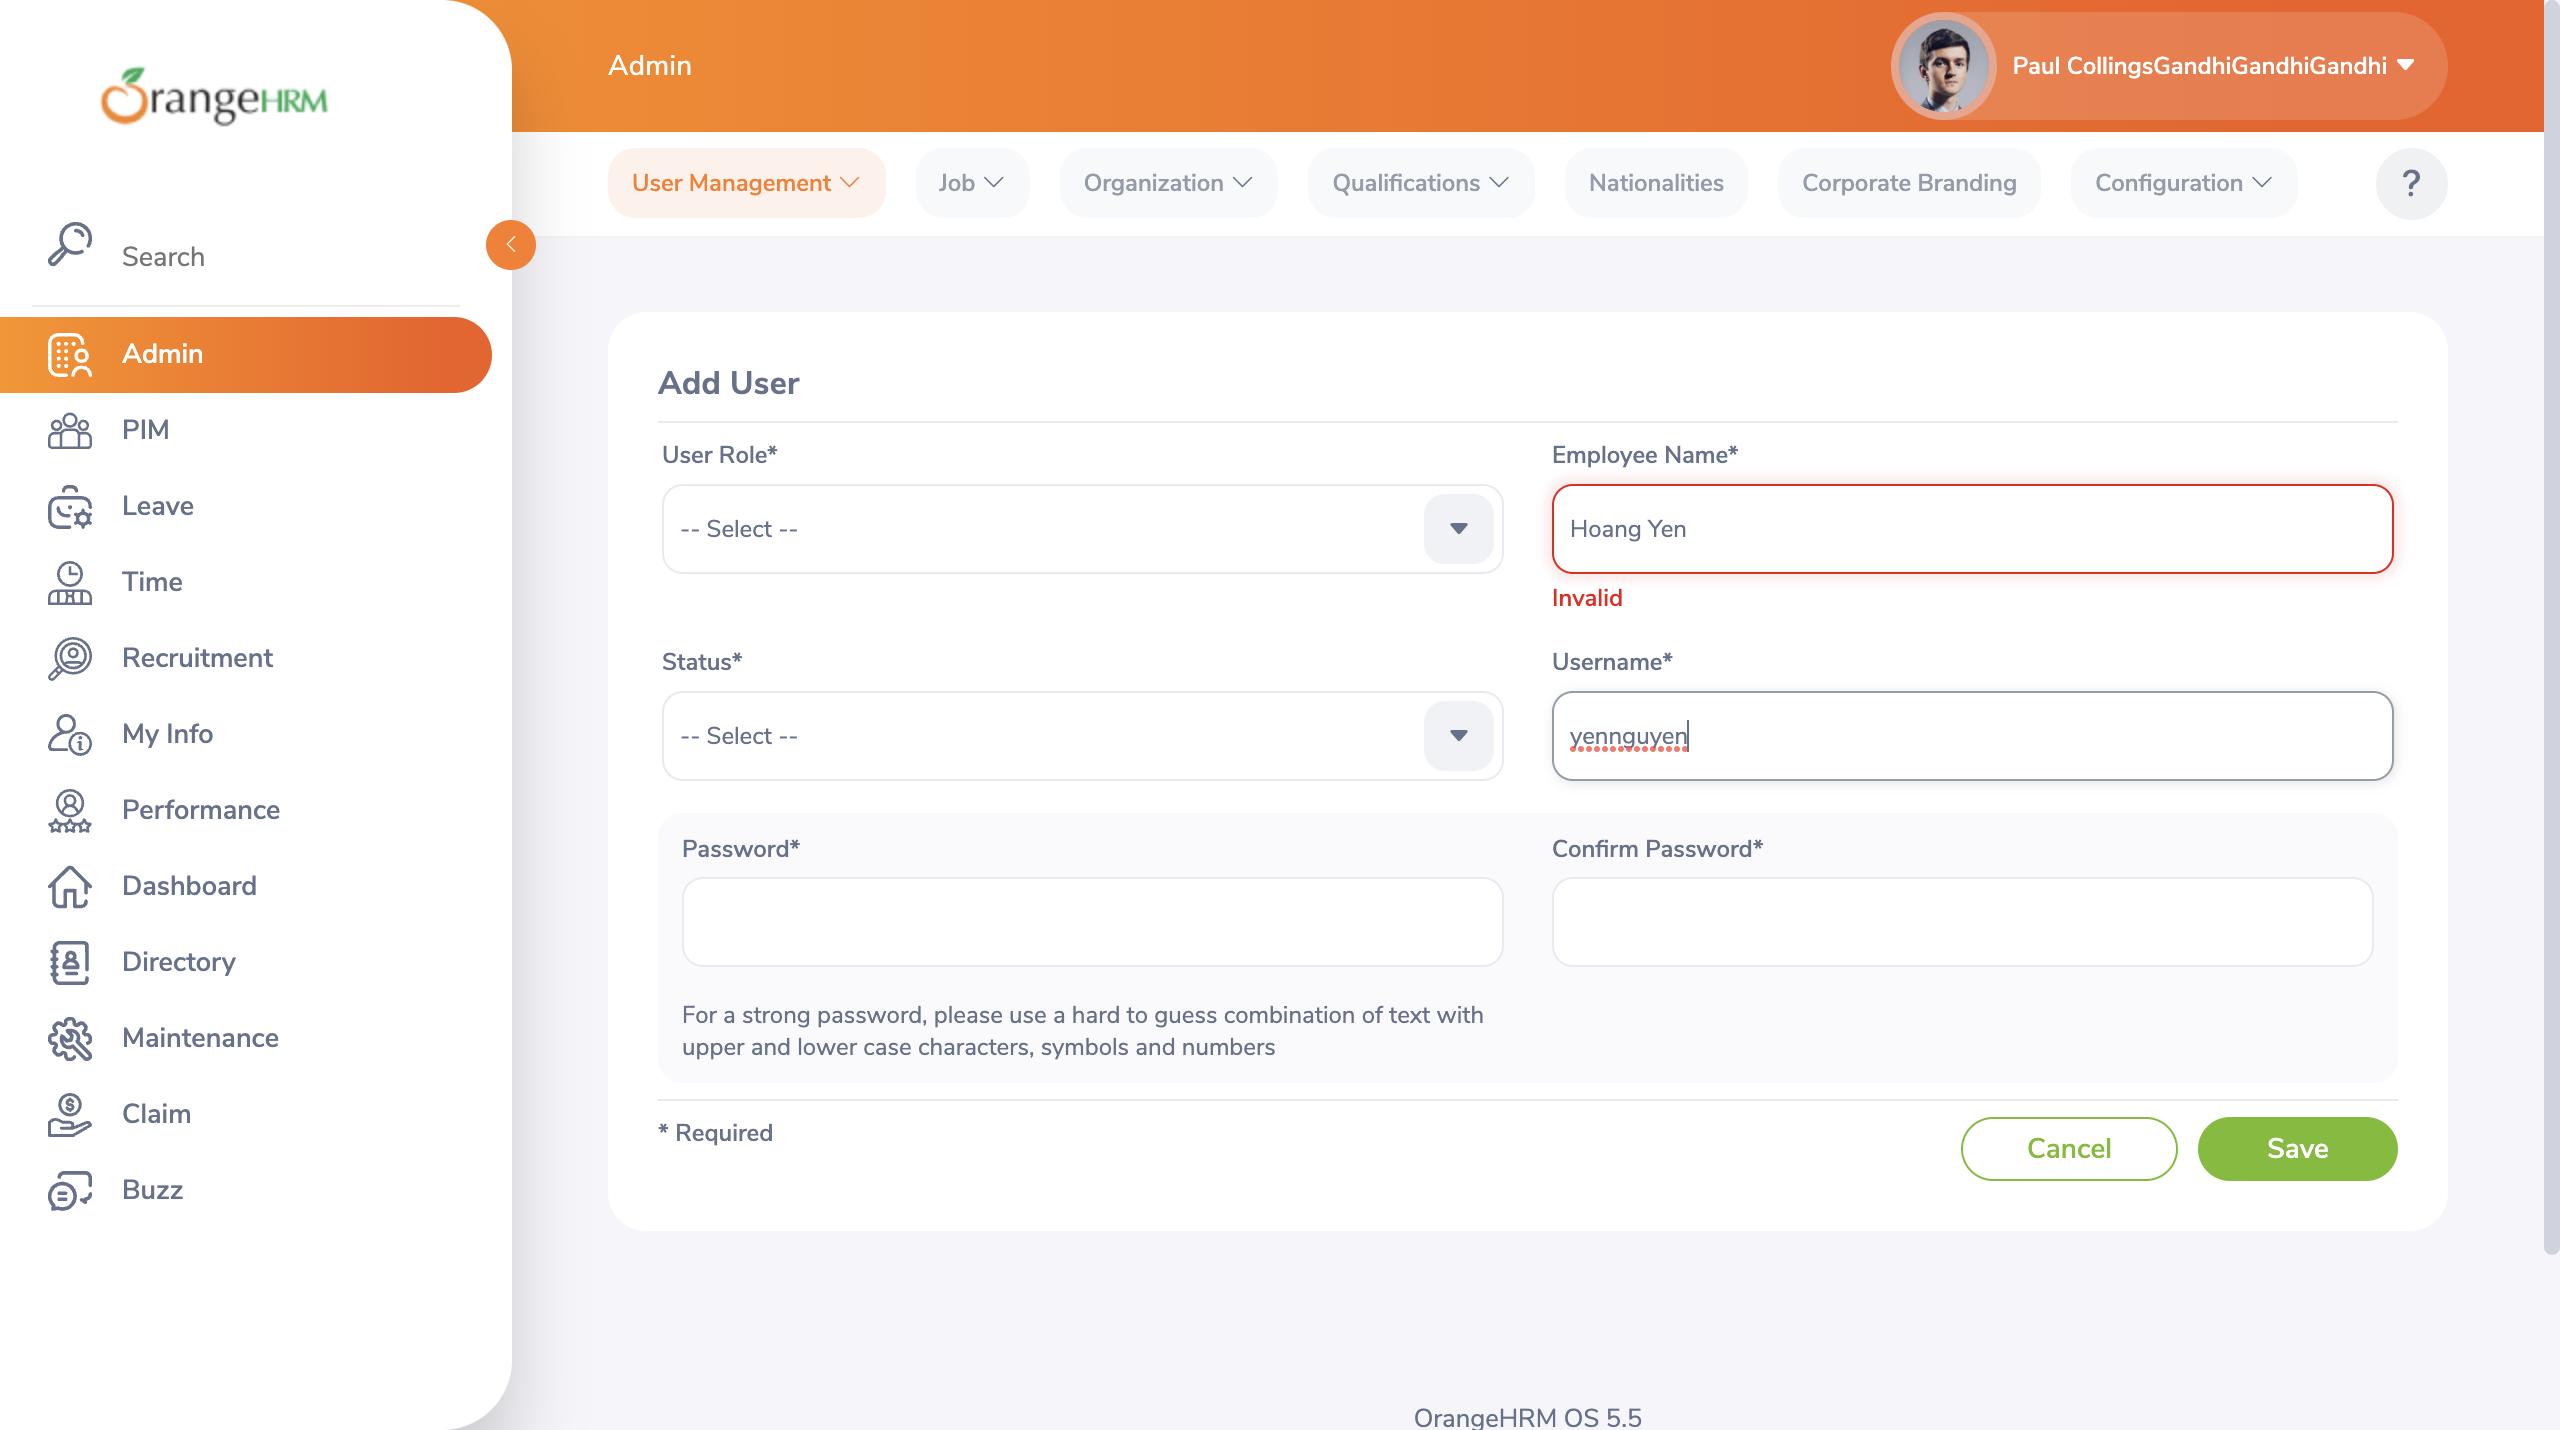 OrangeHRM
Admin
Paul CollingsGandhiGandhiGandhi
User Management
Job
Organization
Qualifications
Nationalities
Corporate Branding
Configuration
?
Search
Admin
PIM
Leave
Time
Recruitment
My Info
Performance
Dashboard
Directory
Maintenance
Claim
Buzz
Add User
User Role*
-- Select --
Employee Name*
Hoang Yen
Invalid
Status*
-- Select --
Username*
yennguyen
Password*
Confirm Password*
For a strong password, please use a hard to guess combination of text with
upper and lower case characters, symbols and numbers
* Required
Cancel
Save
OrangeHRM OS 5.5